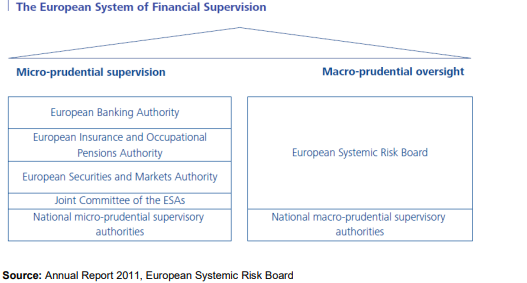 The European System of Financial Supervision
Micro-prudential supervision
Macro-prudential oversight
European Banking Authority
European Insurance and Occupational
Pensions Authority
European Securities and Markets Authority
Joint Committee of the ESAs
National micro-prudential supervisory
authorities
European Systemic Risk Board
National macro-prudential supervisory
authorities
Source: Annual Report 2011, European Systemic Risk Board